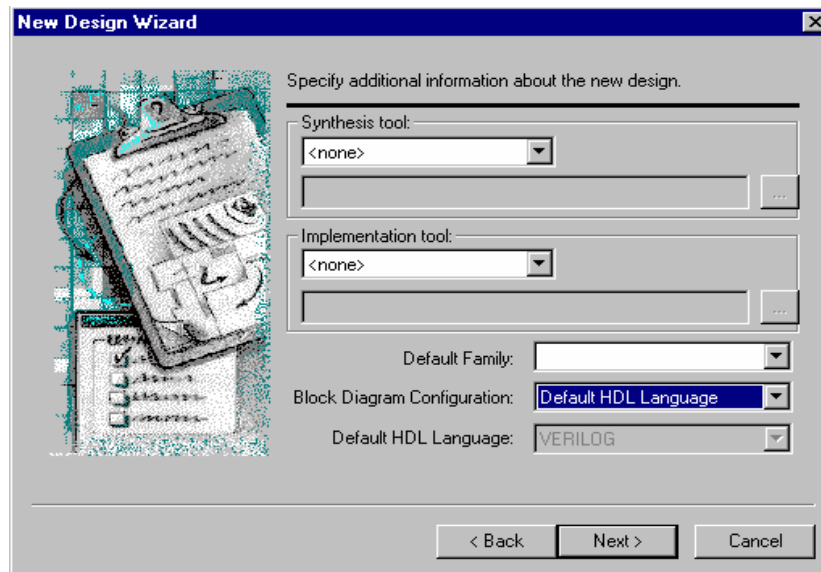 New Design Wizard
Specify additional information about the new design.
Synthesis tool:
<none>
...
Implementation tool:
<none>
...
Default Family:
Block Diagram Configuration: Default HDL Language
Default HDL Language: VERILOG
< Back Next > Cancel